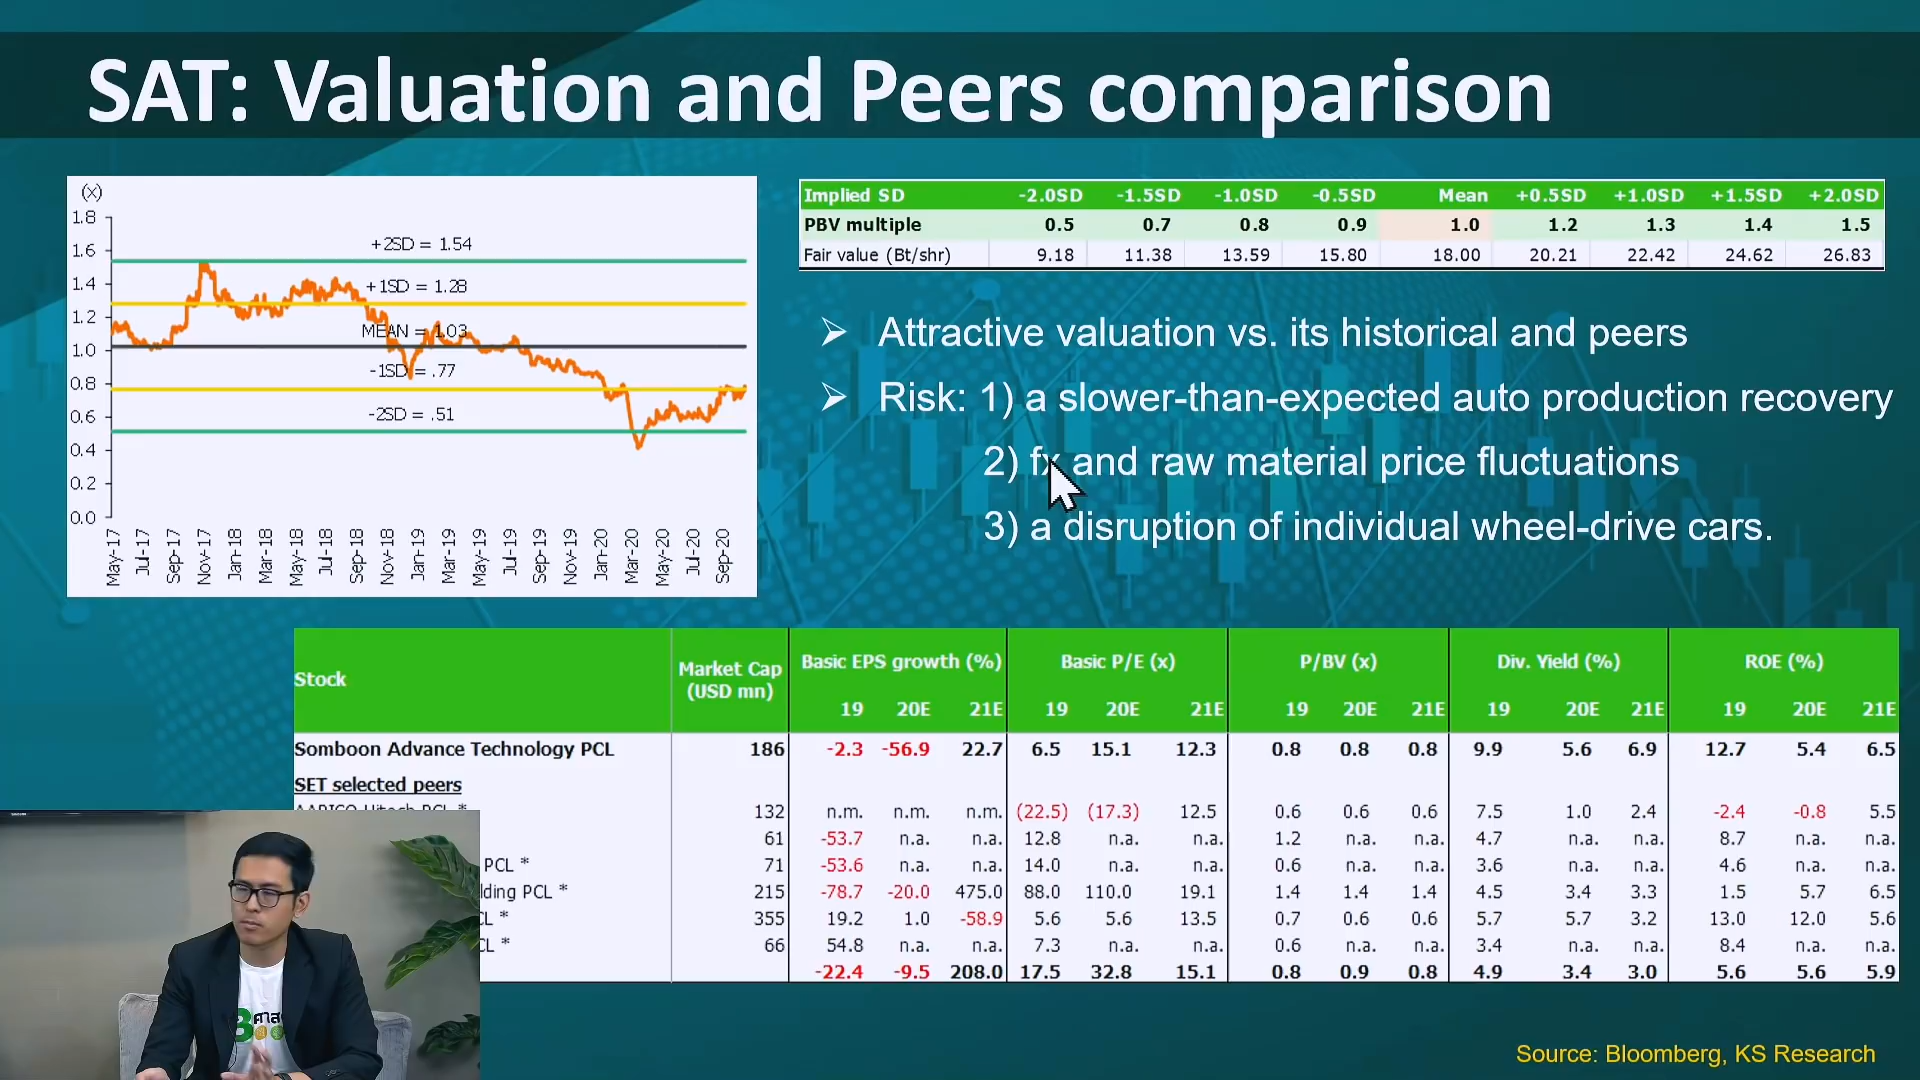 SAT: Valuation and Peers comparison
(x)
1.8
1.6
1.4
1.2
1.0
0.8
0.6
0.4
0.2
0.0
+2SD = 1.54
+1SD = 1.28
MEAN = 1.03
-1SD = .77
-2SD = .51
May-17 Jul-17 Sep-17 Nov-17 Jan-18 Mar-18 May-18 Jul-18 Sep-18 Nov-18 Jan-19 Mar-19 May-19 Jul-19 Sep-19 Nov-19 Jan-20 Mar-20 May-20 Jul-20 Sep-20
Implied SD -2.0SD -1.5SD -1.0SD -0.5SD Mean +0.5SD +1.0SD +1.5SD +2.0SD
PBV multiple 0.5 0.7 0.8 0.9 1.0 1.2 1.3 1.4 1.5
Fair value (Bt/shr) 9.18 11.38 13.59 15.80 18.00 20.21 22.42 24.62 26.83
Attractive valuation vs. its historical and peers
Risk: 1) a slower-than-expected auto production recovery
2) fx and raw material price fluctuations
3) a disruption of individual wheel-drive cars.
Stock Market Cap (USD mn) Basic EPS growth (%) Basic P/E (x) P/BV (x) Div. Yield (%) ROE (%)
19 20E 21E 19 20E 21E 19 20E 21E 19 20E 21E 19 20E 21E
Somboon Advance Technology PCL 186 -2.3 -56.9 22.7 6.5 15.1 12.3 0.8 0.8 0.8 9.9 5.6 6.9 12.7 5.4 6.5
SET selected peers
132 n.m. n.m. n.m. (22.5) (17.3) 12.5 0.6 0.6 0.6 7.5 1.0 2.4 -2.4 -0.8 5.5
61 -53.7 n.a. n.a. 12.8 n.a. n.a. 1.2 n.a. n.a. 4.7 n.a. n.a. 8.7 n.a. n.a.
PCL * 71 -53.6 n.a. n.a. 14.0 n.a. n.a. 0.6 n.a. n.a. 3.6 n.a. n.a. 4.6 n.a. n.a.
lding PCL * 215 -78.7 -20.0 475.0 88.0 110.0 19.1 1.4 1.4 1.4 4.5 3.4 3.3 1.5 5.7 6.5
CL * 355 19.2 1.0 -58.9 5.6 5.6 13.5 0.7 0.6 0.6 5.7 5.7 3.2 13.0 12.0 5.6
CL * 66 54.8 n.a. n.a. 7.3 n.a. n.a. 0.6 n.a. n.a. 3.4 n.a. n.a. 8.4 n.a. n.a.
-22.4 -9.5 208.0 17.5 32.8 15.1 0.8 0.9 0.8 4.9 3.4 3.0 5.6 5.6 5.9
Source: Bloomberg, KS Research